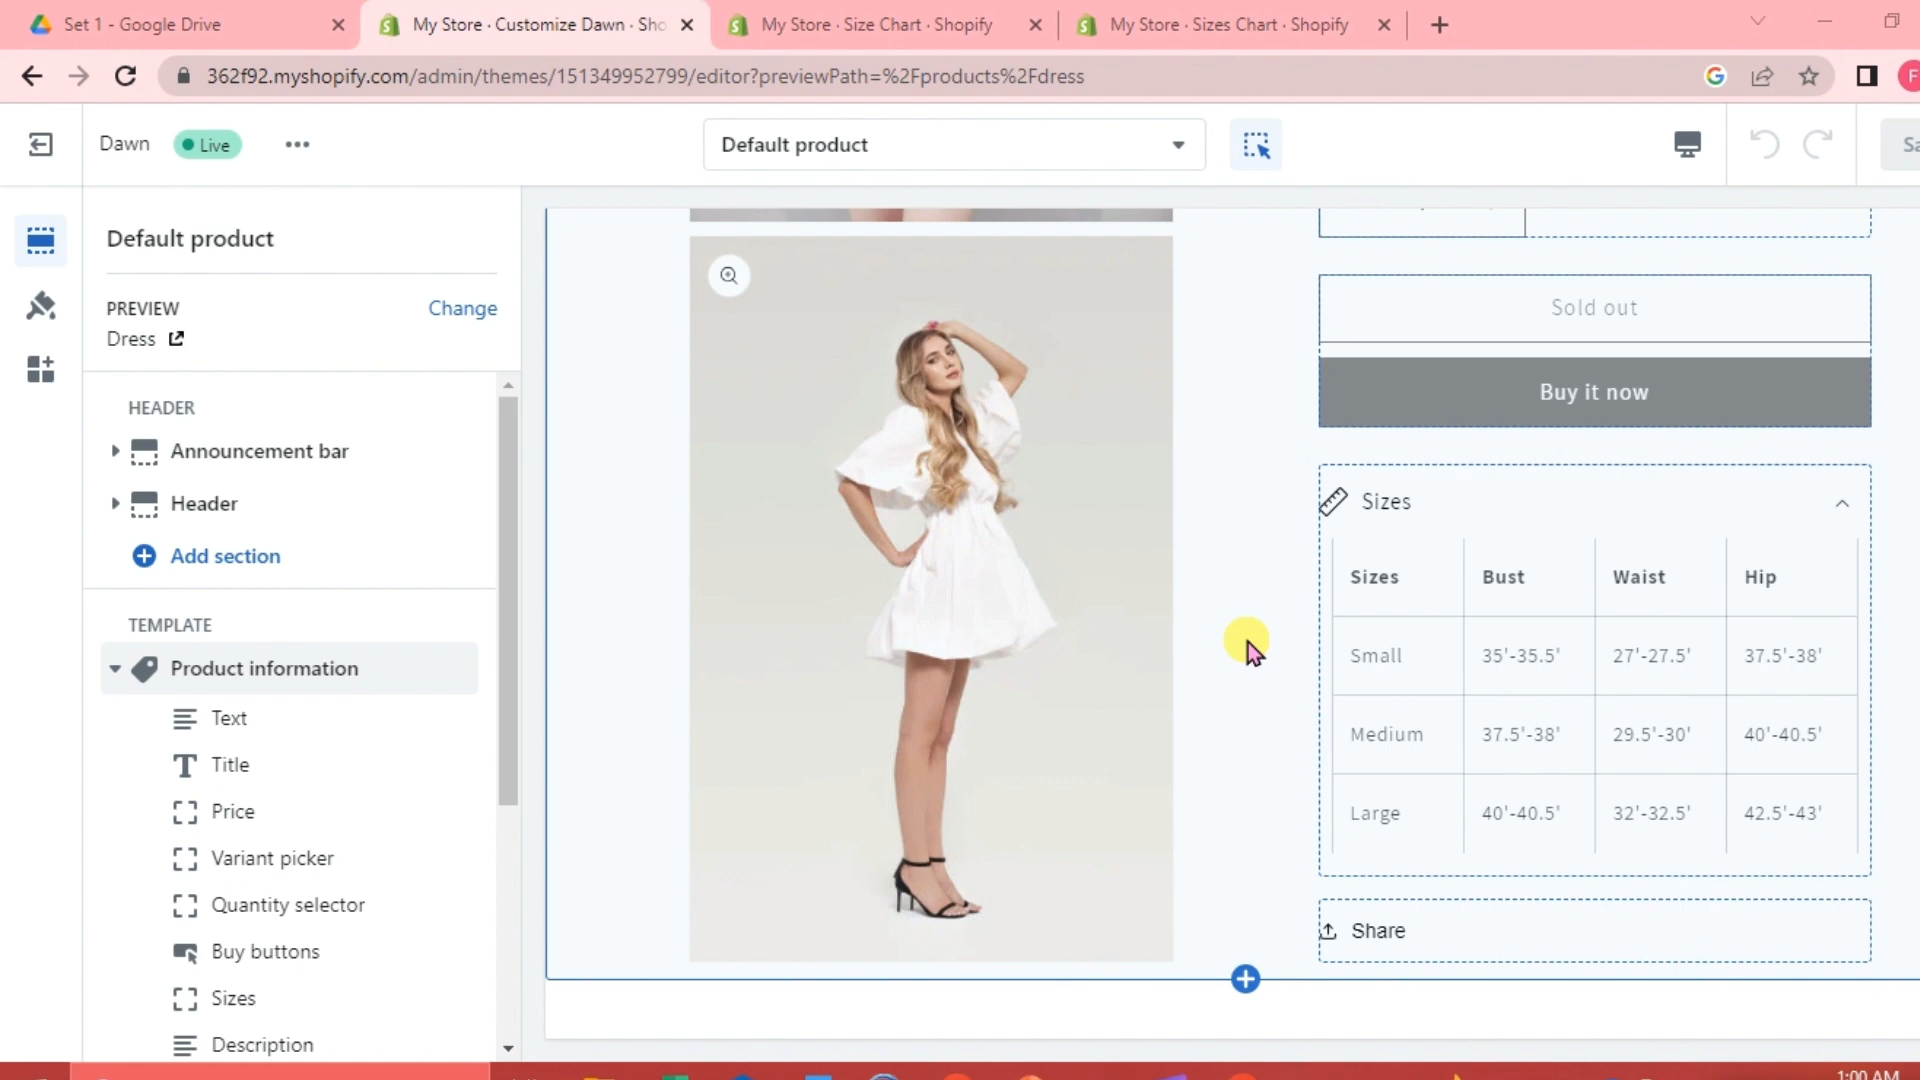 Set 1 - Google Drive
My Store · Customize Dawn · Sho
My Store · Size Chart · Shopify
My Store · Sizes Chart · Shopify
362f92.myshopify.com/admin/themes/151349952799/editor?previewPath=%2Fproducts%2Fdress
G
F
Dawn
Live
Default product
Sa
Default product
PREVIEW
Change
Dress
HEADER
Announcement bar
Header
Add section
TEMPLATE
Product information
Text
Title
Price
Variant picker
Quantity selector
Buy buttons
Sizes
Description
Sold out
Buy it now
Sizes
Sizes Bust Waist Hip
Small 35'-35.5' 27'-27.5' 37.5'-38'
Medium 37.5'-38' 29.5'-30' 40'-40.5'
Large 40'-40.5' 32'-32.5' 42.5'-43'
Share
1:00 AM